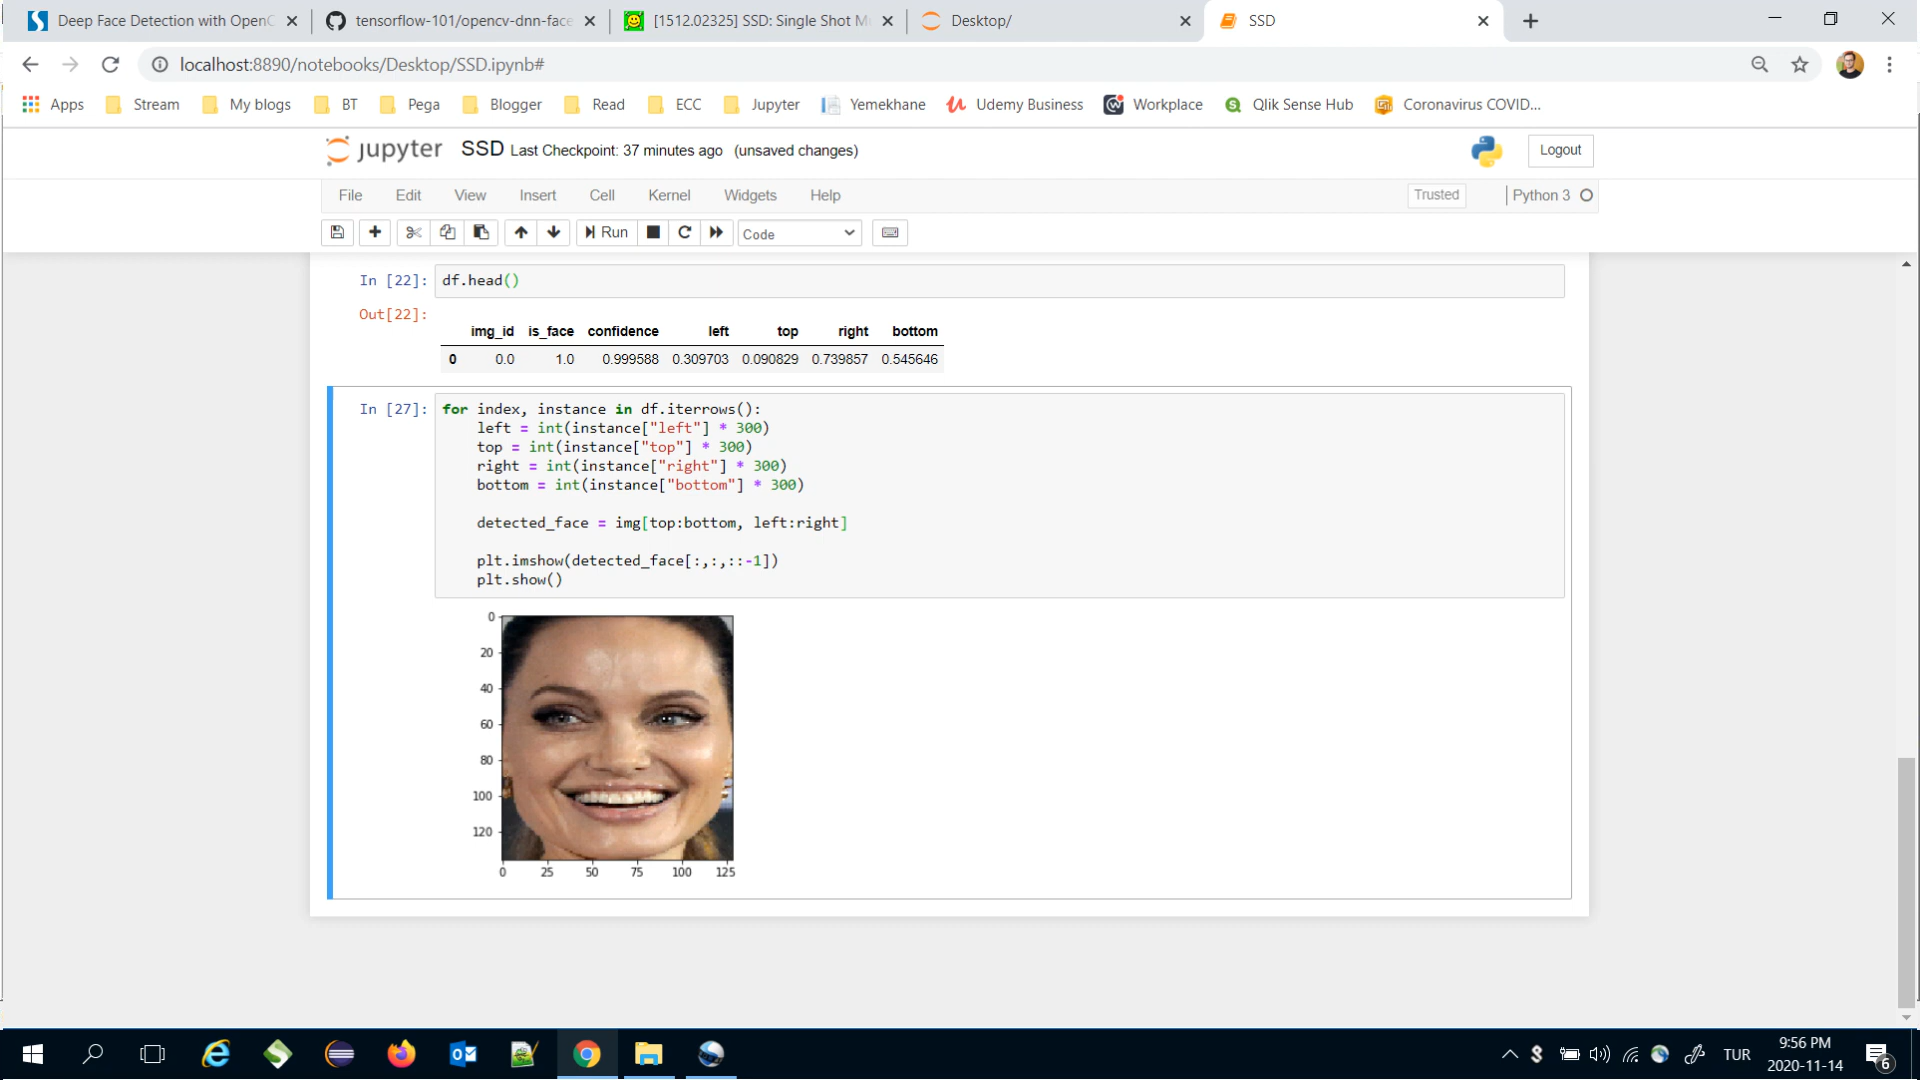 Deep Face Detection with OpenC
tensorflow-101/opencv-dnn-face
[1512.02325] SSD: Single Shot M
Desktop/
SSD
localhost:8890/notebooks/Desktop/SSD.ipynb#
Apps
Stream
My blogs
BT
Pega
Blogger
Read
ECC
Jupyter
Yemekhane
Udemy Business
Workplace
Qlik Sense Hub
Coronavirus COVID...
jupyter SSD Last Checkpoint: 37 minutes ago (unsaved changes)
Logout
File Edit View Insert Cell Kernel Widgets Help
Trusted
Python 3
Run
Code
In [22]: df.head()
Out[22]:
img_id is_face confidence left top right bottom
0 0.0 1.0 0.999588 0.309703 0.090829 0.739857 0.545646
In [27]: for index, instance in df.iterrows():
left = int(instance["left"] * 300)
top = int(instance["top"] * 300)
right = int(instance["right"] * 300)
bottom = int(instance["bottom"] * 300)
detected_face = img[top:bottom, left:right]
plt.imshow(detected_face[:,:,::-1])
plt.show()
0
20
40
60
80
100
120
0 25 50 75 100 125
TUR
9:56 PM
2020-11-14
6